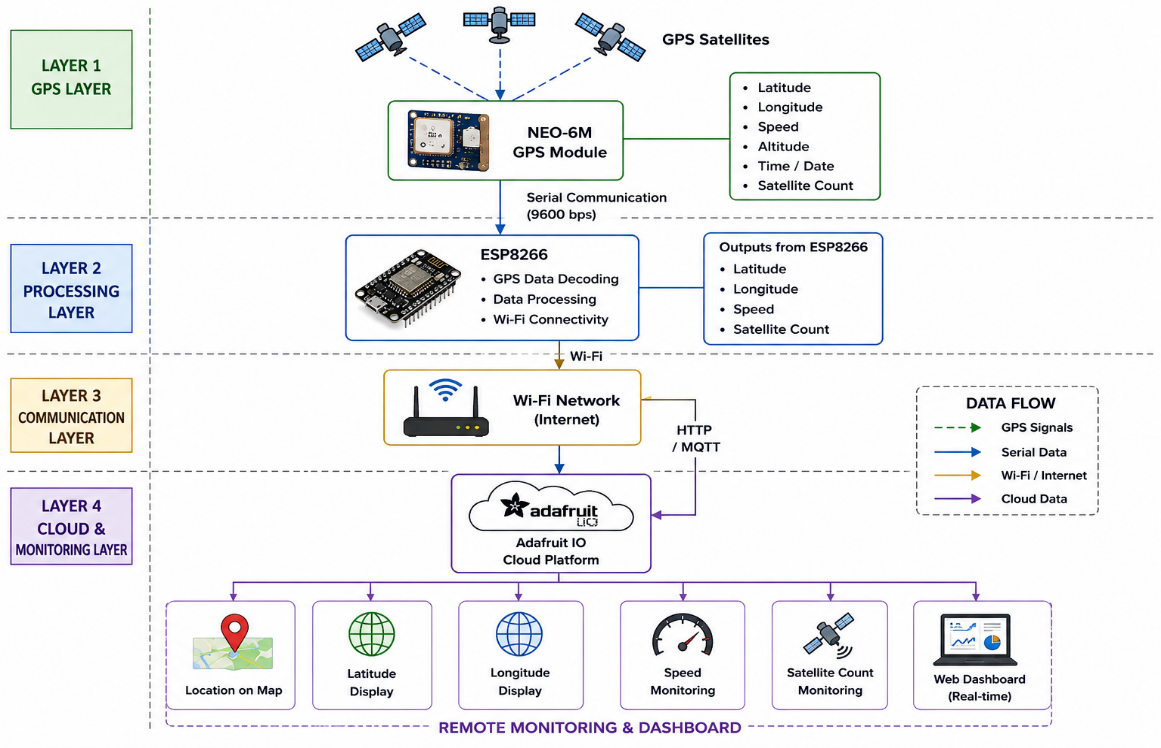 GPS Satellites
LAYER 1
GPS LAYER
NEO-6M
GPS Module
• Latitude
• Longitude
• Speed
• Altitude
• Time / Date
• Satellite Count
Serial Communication
(9600 bps)
LAYER 2
PROCESSING
LAYER
ESP8266
• GPS Data Decoding
• Data Processing
• Wi-Fi Connectivity
Outputs from ESP8266
• Latitude
• Longitude
• Speed
• Satellite Count
Wi-Fi
LAYER 3
COMMUNICATION
LAYER
Wi-Fi Network
(Internet)
HTTP
/ MQTT
DATA FLOW
GPS Signals
Serial Data
Wi-Fi / Internet
Cloud Data
LAYER 4
CLOUD &
MONITORING LAYER
adafruit
Adafruit IO
Cloud Platform
Location on Map
Latitude
Display
Longitude
Display
Speed
Monitoring
Satellite Count
Monitoring
Web Dashboard
(Real-time)
REMOTE MONITORING & DASHBOARD